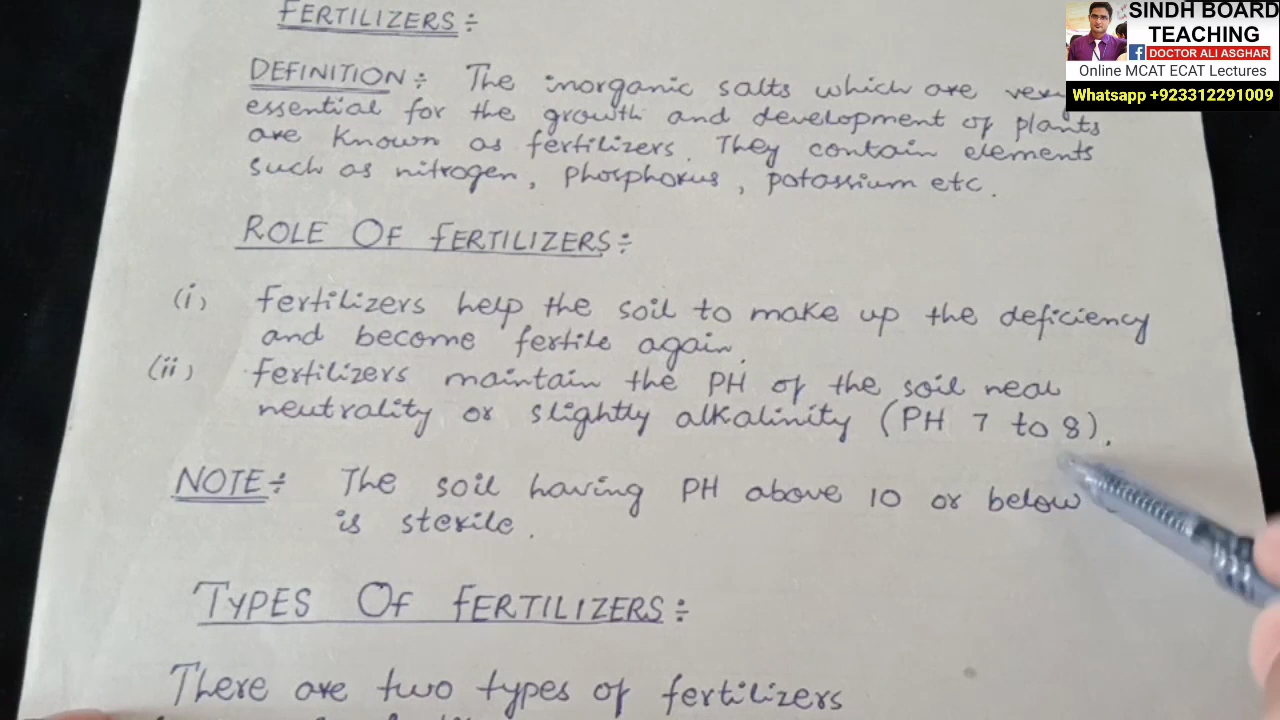 SINDH BOARD
TEACHING
DOCTOR ALI ASGHAR
Online MCAT ECAT Lectures
Whatsapp +923312291009
FERTILIZERS :-
DEFINITION :- The inorganic salts which are very
essential for the growth and development of plants
are known as fertilizers. They contain elements
such as nitrogen, phosphorus, potassium etc.
ROLE OF FERTILIZERS :-
(i) Fertilizers help the soil to make up the deficiency
and become fertile again.
(ii) Fertilizers maintain the PH of the soil near
neutrality or slightly alkalinity (PH 7 to 8).
NOTE :- The soil having PH above 10 or below
is sterile.
TYPES OF FERTILIZERS :-
There are two types of fertilizers